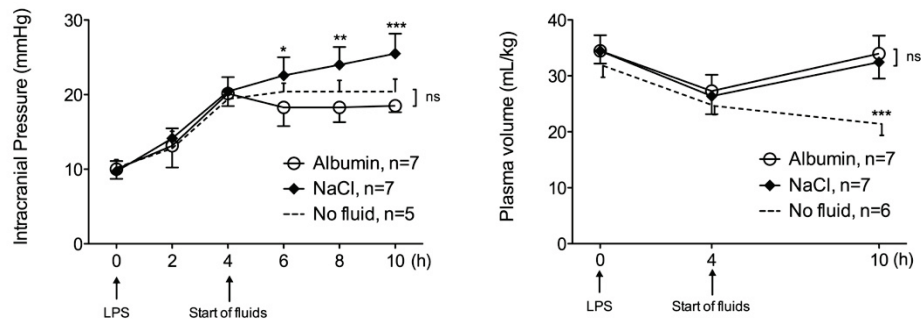 Intracranial Pressure (mmHg)
30
20
10
0
*
**
***
ns
Albumin, n=7
NaCl, n=7
No fluid, n=5
0 2 4 6 8 10 (h)
LPS
Start of fluids
Plasma volume (mL/kg)
40
30
20
10
0
ns
***
Albumin, n=7
NaCl, n=7
No fluid, n=6
0 4 10 (h)
LPS
Start of fluids